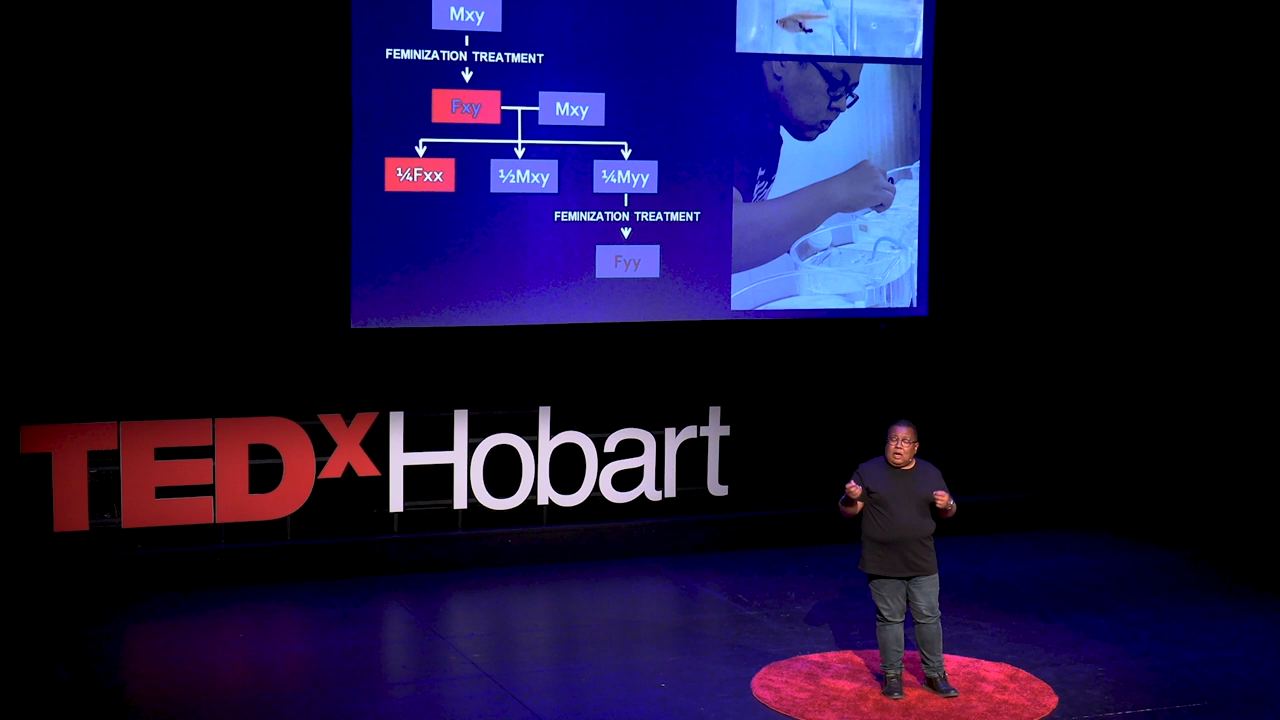 Mxy
FEMINIZATION TREATMENT
Fxy
Mxy
¼Fxx
½Mxy
¼Myy
FEMINIZATION TREATMENT
Fyy
TEDxHobart